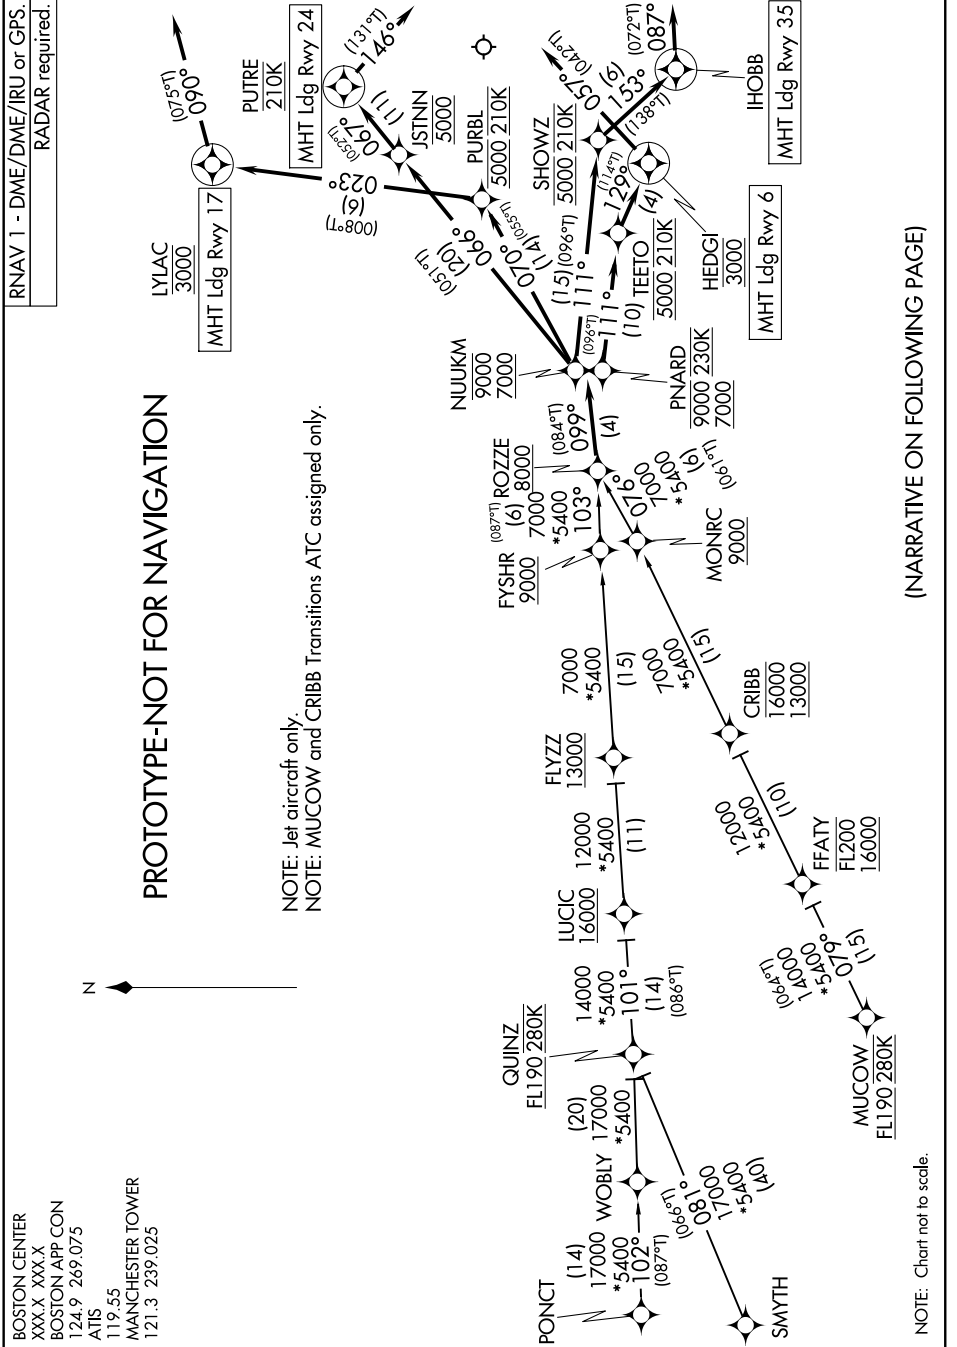 BOSTON CENTER
XXX.X XXX.X
BOSTON APP CON
124.9 269.075
ATIS
119.55
MANCHESTER TOWER
121.3 239.025
RNAV 1 - DME/DME/IRU or GPS.
RADAR required.
N
PROTOTYPE-NOT FOR NAVIGATION
NOTE: Jet aircraft only.
NOTE: MUCOW and CRIBB Transitions ATC assigned only.
PONCT
(14)
17000
*5400
102°
(087°T)
WOBLY
(20)
17000
*5400
SMYTH
(066°T)
081°
17000
*5400
(40)
QUINZ
FL190 280K
14000
*5400
101°
(14)
(086°T)
LUCIC
16000
12000
*5400
(11)
FLYZZ
13000
7000
*5400
(15)
FYSHR
9000
(087°T)
(6)
7000
*5400
103°
MUCOW
FL190 280K
(064°T)
14000
*5400
079°
(15)
FFATY
FL200
16000
12000
*5400
(10)
CRIBB
16000
13000
7000
*5400
(15)
MONRC
9000
076°
7000
*5400
(6)
(061°T)
ROZZE
8000
(084°T)
099°
(4)
NUUKM
9000
7000
PNARD
9000 230K
7000
(051°T)
(20)
066°
JSTNN
5000
(052°T)
067°
(11)
PUTRE
210K
MHT Ldg Rwy 24
(131°T)
146°
070°
(14)
(055°T)
PURBL
5000 210K
023°
(6)
(008°T)
LYLAC
3000
MHT Ldg Rwy 17
(075°T)
090°
(15)
(096°T)
111°
SHOWZ
5000 210K
(6)
153°
(138°T)
IHOBB
MHT Ldg Rwy 35
(072°T)
087°
(096°T)
111°
(10)
TEETO
5000 210K
(114°T)
129°
(4)
HEDGI
3000
MHT Ldg Rwy 6
(042°T)
057°
(NARRATIVE ON FOLLOWING PAGE)
NOTE: Chart not to scale.